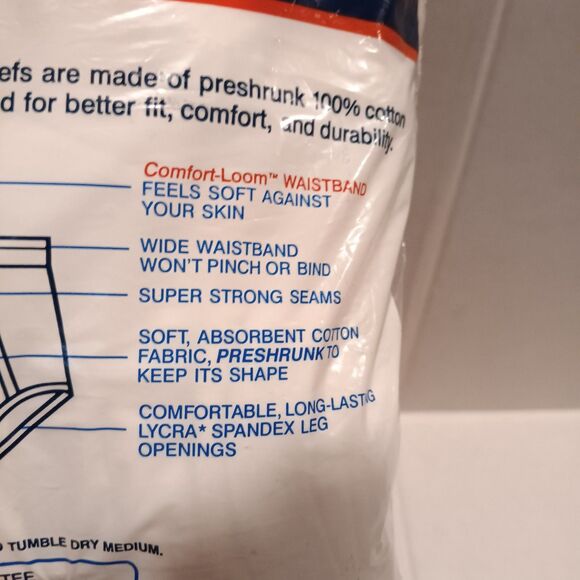 efs are made of preshrunk 100% cotton
d for better fit, comfort, and durability.
Comfort-Loom™ WAISTBAND
FEELS SOFT AGAINST
YOUR SKIN
WIDE WAISTBAND
WON'T PINCH OR BIND
SUPER STRONG SEAMS
SOFT, ABSORBENT COTTON
FABRIC, PRESHRUNK TO
KEEP ITS SHAPE
COMFORTABLE, LONG-LASTING
LYCRA* SPANDEX LEG
OPENINGS
TUMBLE DRY MEDIUM.
TEE